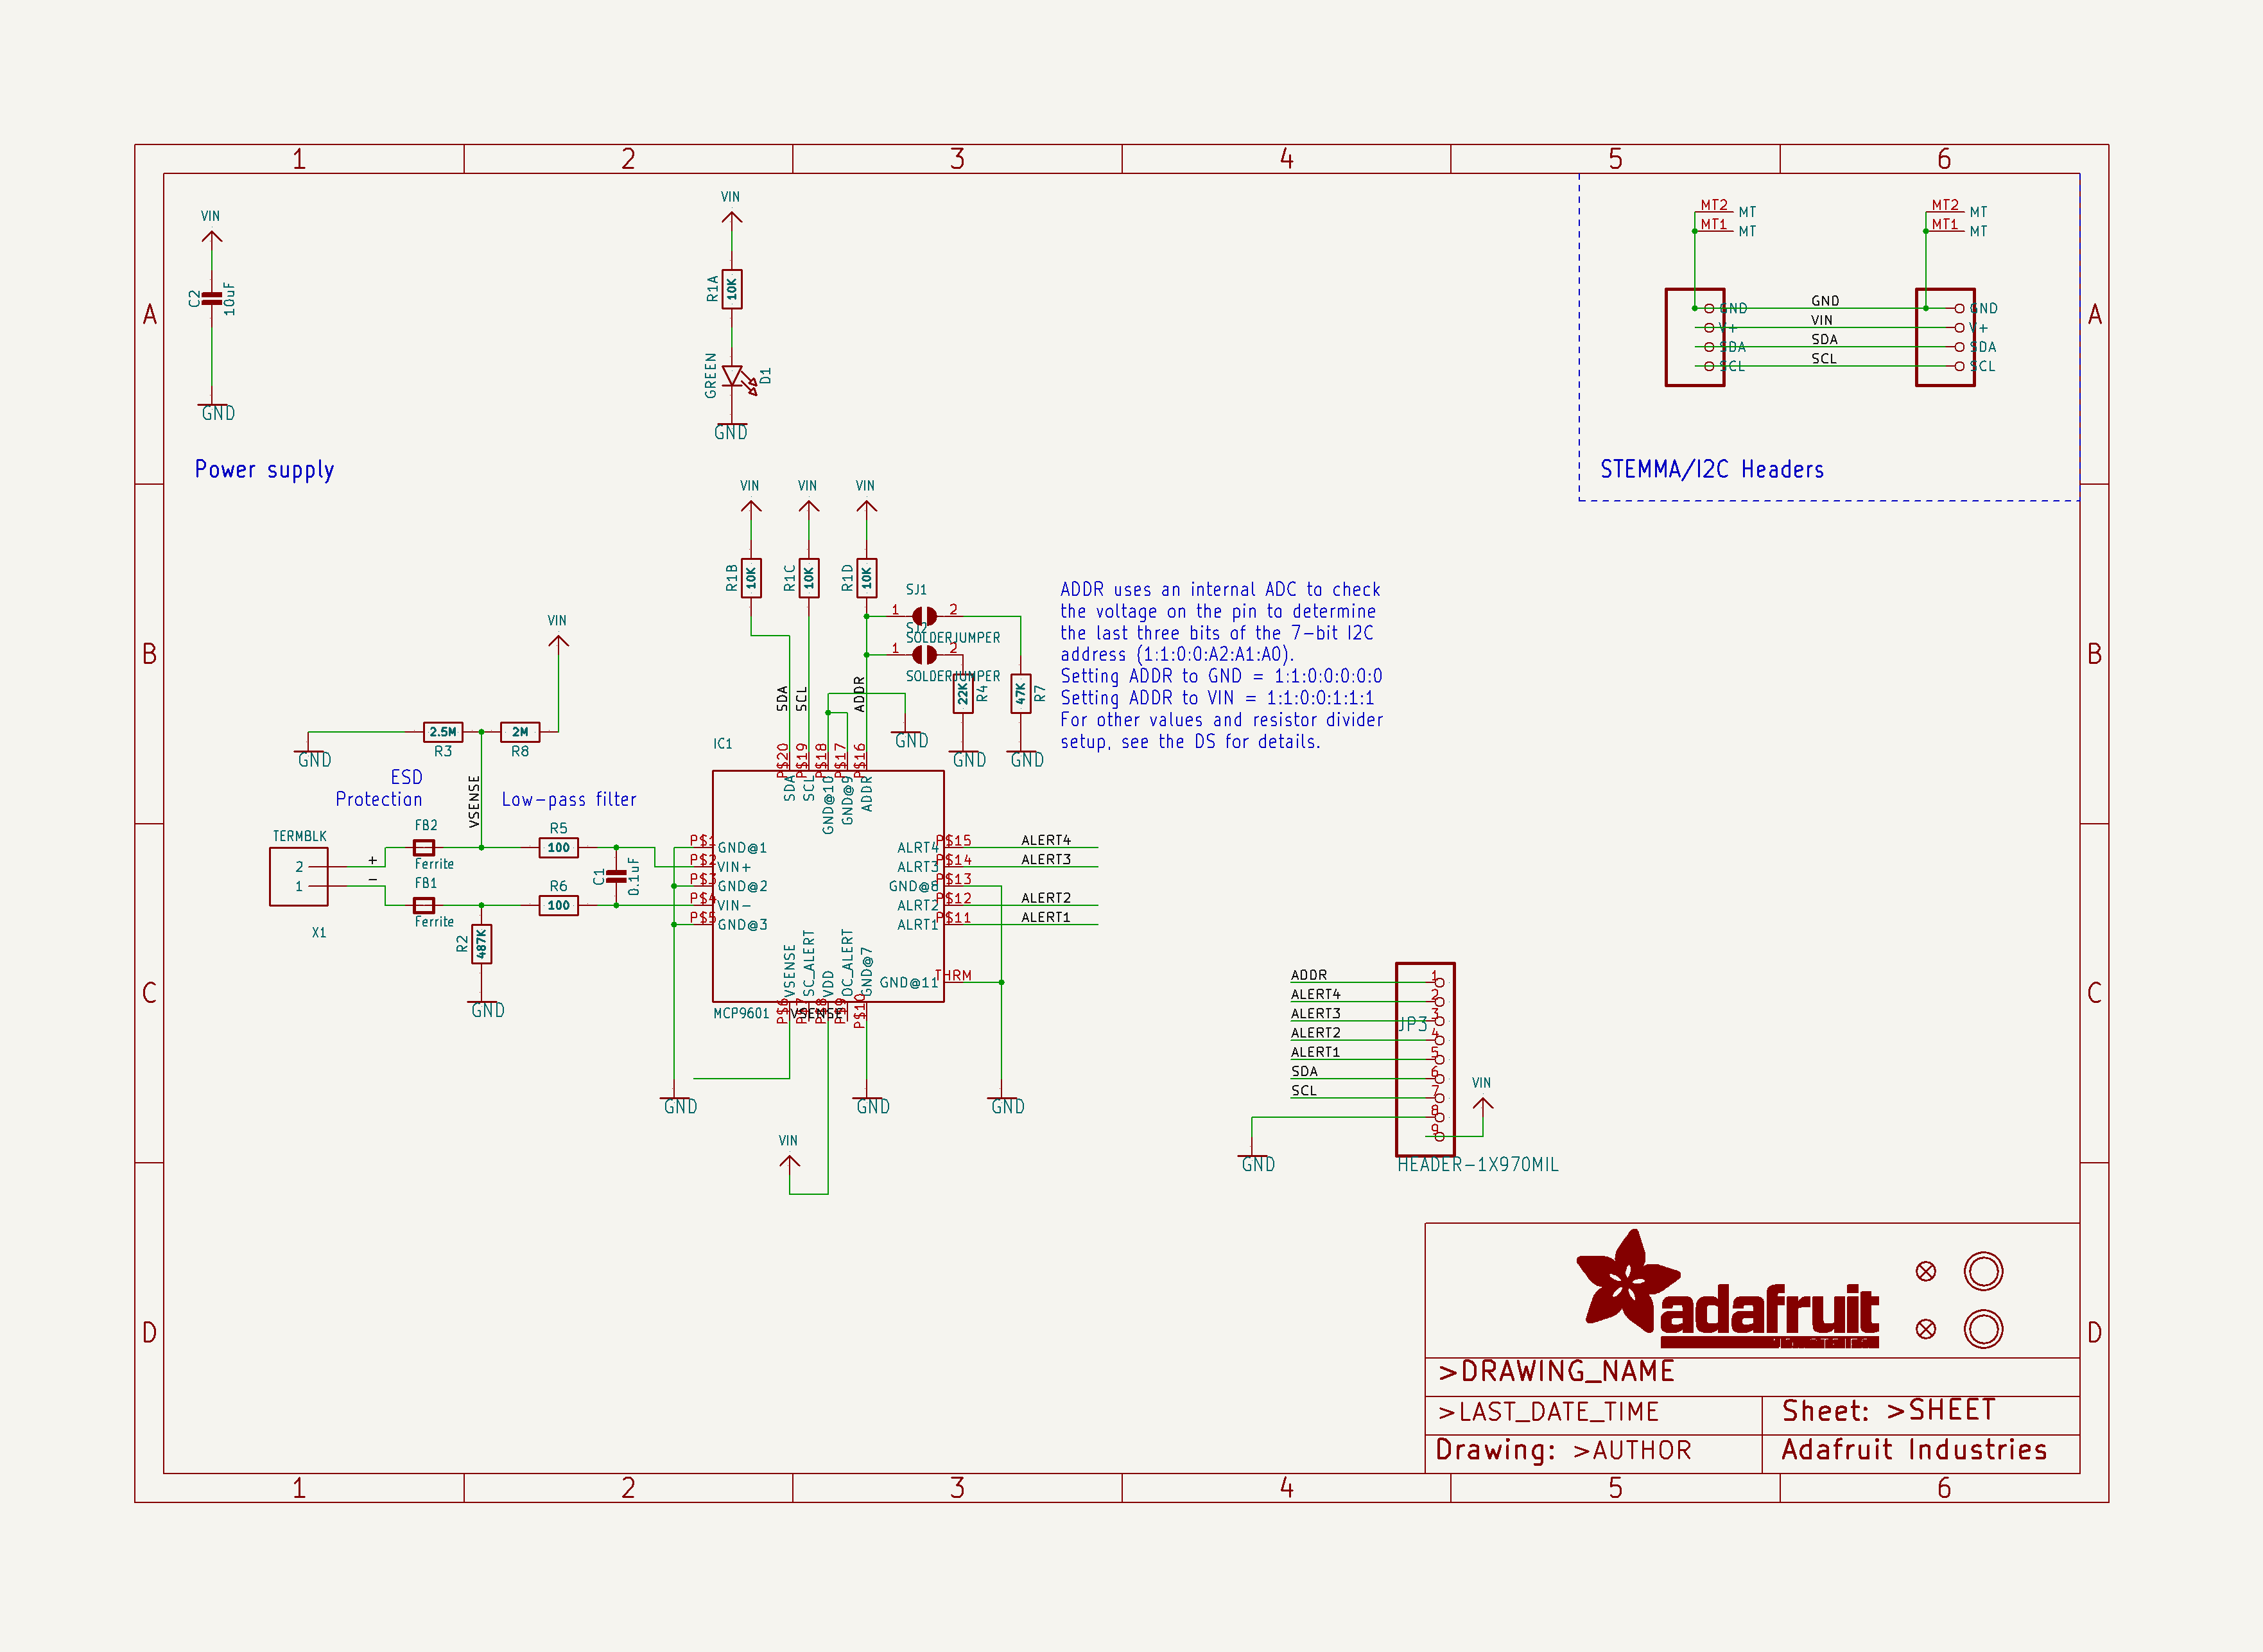 1 2 3 4 5 6
A
B
C
D
A
B
C
D
VIN
C2
10uF
GND
Power supply
VIN
R1A
10K
GREEN
D1
GND
MT2 MT
MT1 MT
MT2 MT
MT1 MT
GND
V+
SDA
SCL
GND
VIN
SDA
SCL
GND
V+
SDA
SCL
STEMMA/I2C Headers
VIN VIN VIN
R1B 10K
R1C 10K
R1D 10K
SJ1
1 2
SJ2
SOLDERJUMPER
1 2
SOLDERJUMPER
22K R4
47K R7
GND GND GND
SDA
SCL
ADDR
ADDR uses an internal ADC to check
the voltage on the pin to determine
the last three bits of the 7-bit I2C
address (1:1:0:0:A2:A1:A0).
Setting ADDR to GND = 1:1:0:0:0:0:0
Setting ADDR to VIN = 1:1:0:0:1:1:1
For other values and resistor divider
setup, see the DS for details.
VIN
2.5M
R3
2M
R8
GND
ESD
Protection
VSENSE
Low-pass filter
TERMBLK
2
1
X1
+
-
FB2
Ferrite
FB1
Ferrite
R5
100
R6
100
C1
0.1uF
R2
487K
GND
IC1
P$20 SDA
P$19 SCL
P$18 GND@10
P$17 GND@9
P$16 ADDR
P$1 GND@1
P$2 VIN+
P$3 GND@2
P$4 VIN-
P$5 GND@3
ALRT4 P$15 ALERT4
ALRT3 P$14 ALERT3
GND@8 P$13
ALRT2 P$12 ALERT2
ALRT1 P$11 ALERT1
GND@11 THRM
VSENSE P$6
SC_ALERT P$7
VDD P$8
OC_ALERT P$9
GND@7 P$10
MCP9601
VSENSE
GND GND GND
VIN
ADDR 1
ALERT4 2
ALERT3 3
JP3
ALERT2 4
ALERT1 5
SDA 6
SCL 7
8
9
VIN
GND
HEADER-1X970MIL
adafruit
>DRAWING_NAME
>LAST_DATE_TIME
Sheet: >SHEET
Drawing: >AUTHOR
Adafruit Industries
1 2 3 4 5 6